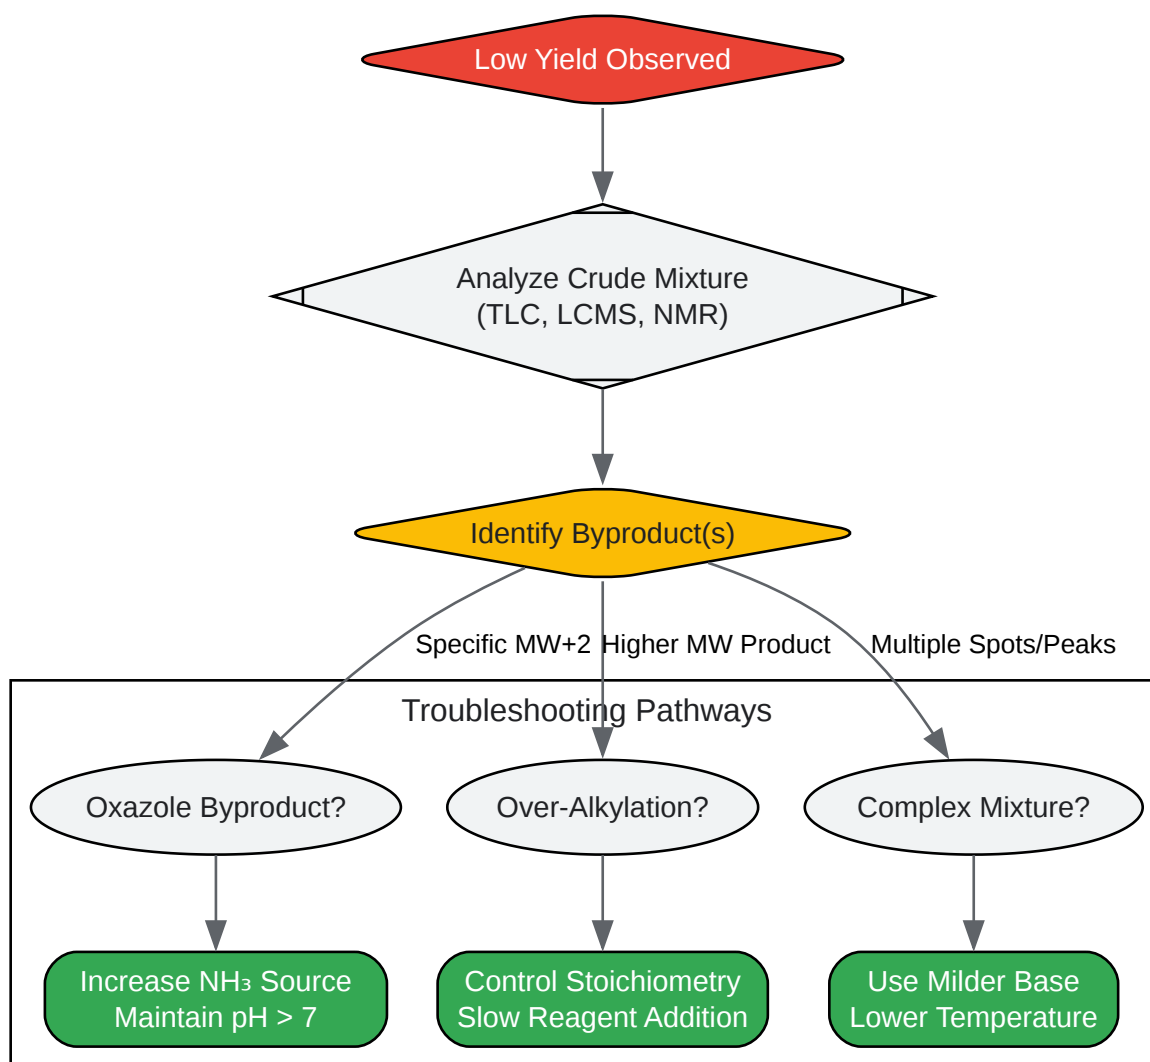 Low Yield Observed
Analyze Crude Mixture
(TLC, LCMS, NMR)
Identify Byproduct(s)
Specific MW+2
Higher MW Product
Multiple Spots/Peaks
Troubleshooting Pathways
Oxazole Byproduct?
Over-Alkylation?
Complex Mixture?
Increase NH₃ Source
Maintain pH > 7
Control Stoichiometry
Slow Reagent Addition
Use Milder Base
Lower Temperature